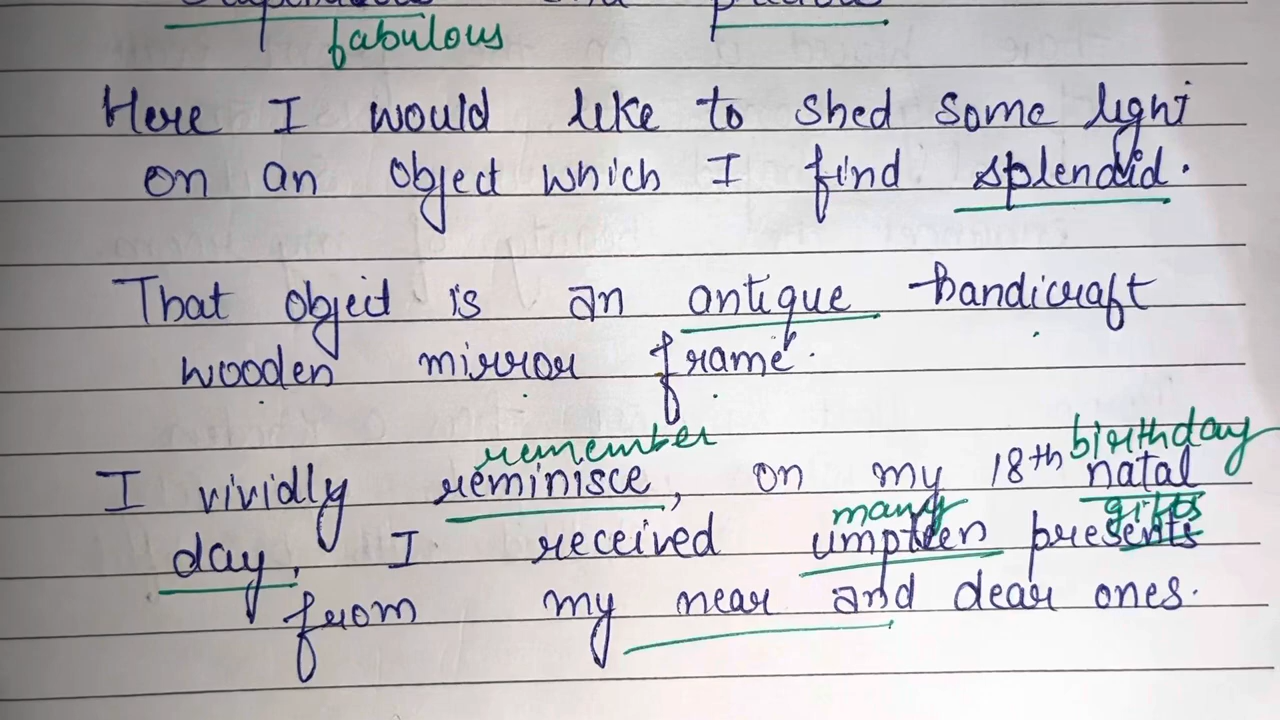 fabulous
Here I would like to shed some light
on an object which I find splendid.
That object is an antique handicraft
wooden mirror frame.
remember
birthday
I vividly reminisce, on my 18th natal
many
gifts
day, I received umpteen presents
from my near and dear ones.